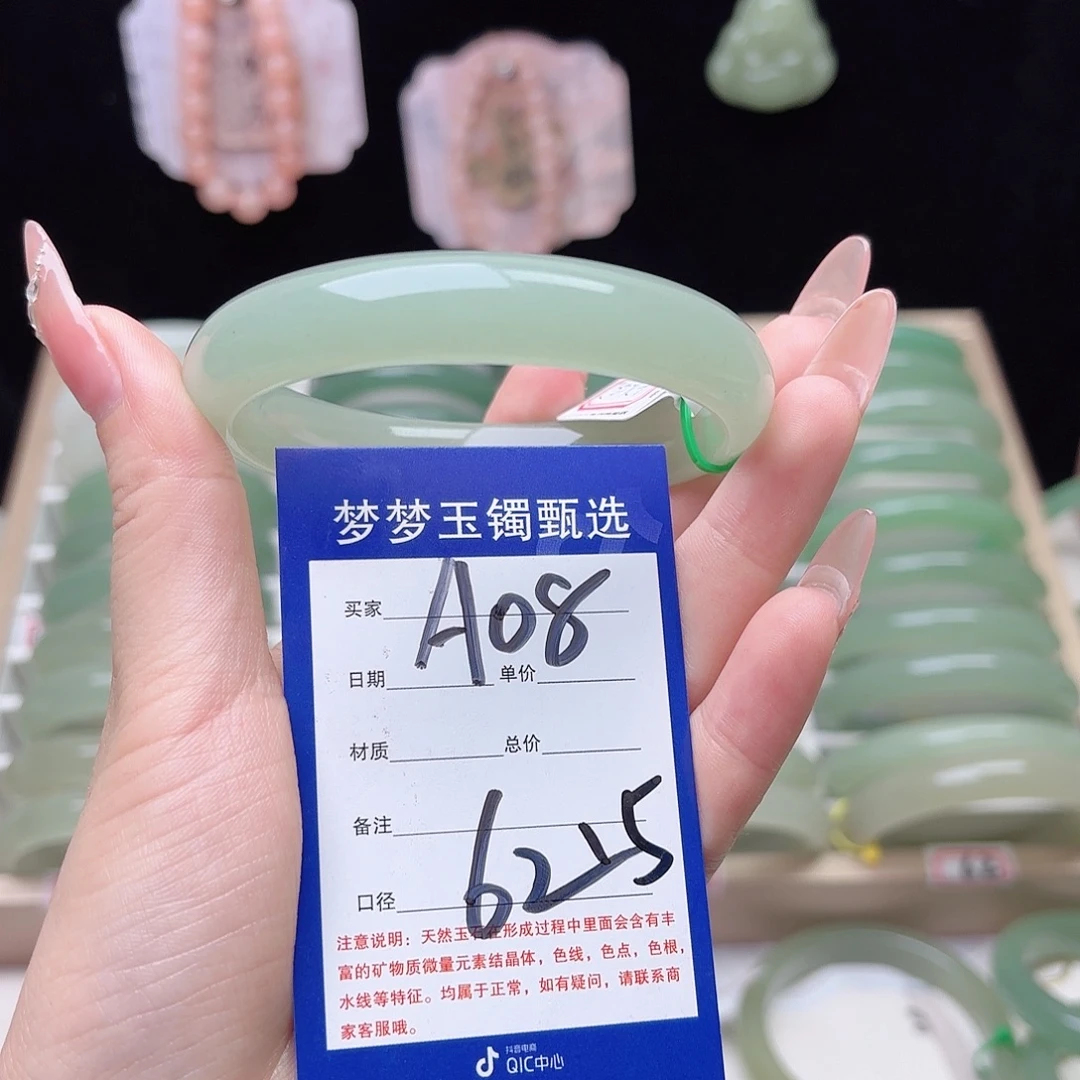 梦梦玉镯甄选
买家 A08
日期 单价
材质 总价
备注
口径 62.5
注意说明：天然玉石在形成过程中里面会含有丰
富的矿物质微量元素结晶体，色线，色点，色根，
水线等特征。均属于正常，如有疑问，请联系商
家客服哦。
抖音电商
QIC中心